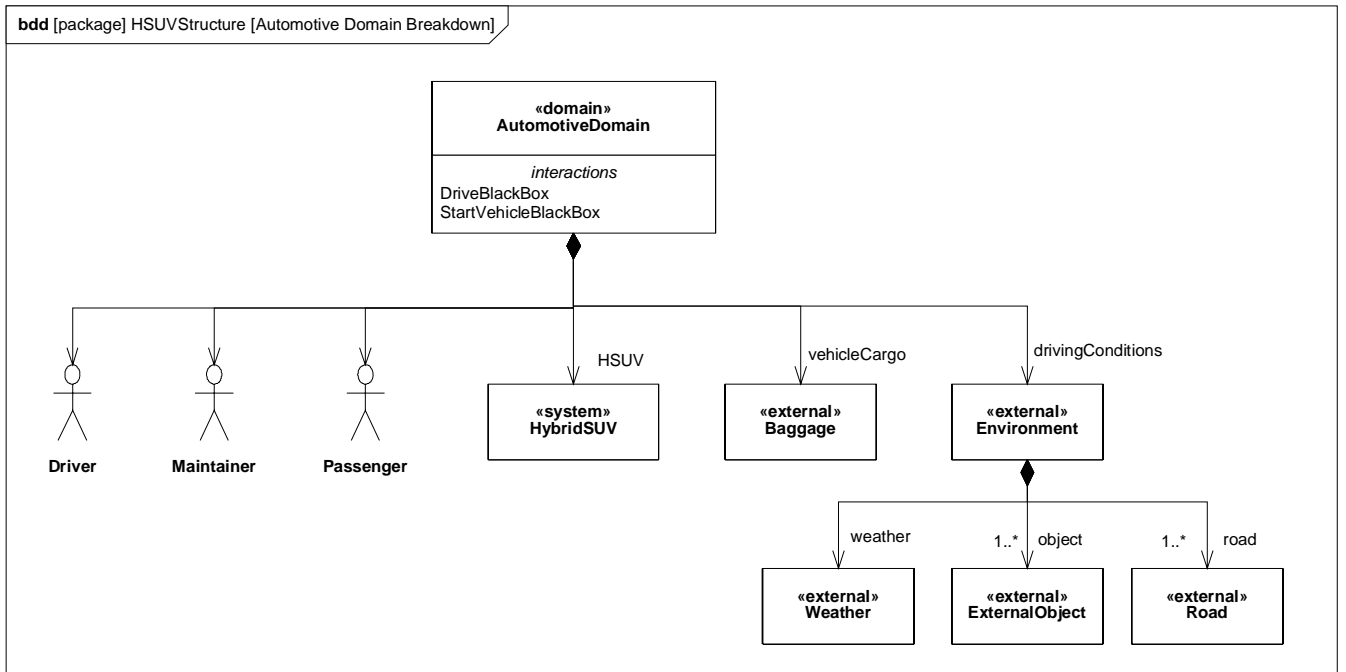 bdd [package] HSUVStructure [Automotive Domain Breakdown]
«domain»
AutomotiveDomain
interactions
DriveBlackBox
StartVehicleBlackBox
HSUV
vehicleCargo
drivingConditions
Driver
Maintainer
Passenger
«system»
HybridSUV
«external»
Baggage
«external»
Environment
weather
1..*
object
1..*
road
«external»
Weather
«external»
ExternalObject
«external»
Road